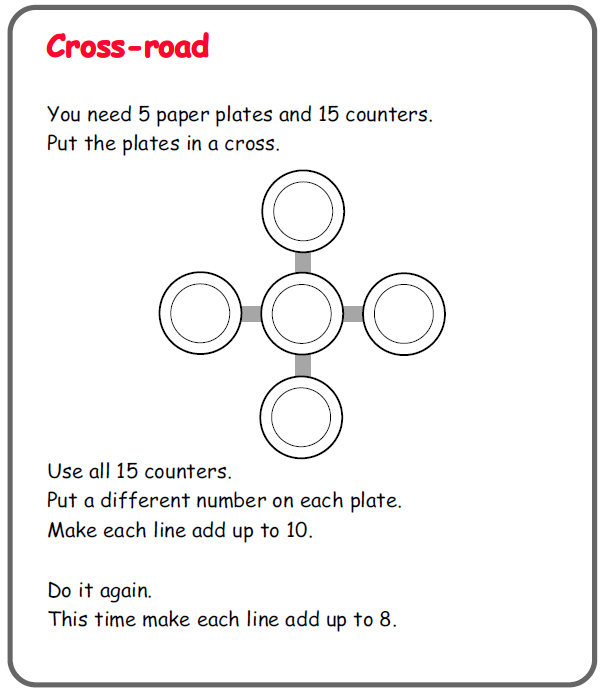 Cross-road
You need 5 paper plates and 15 counters.
Put the plates in a cross.
Use all 15 counters.
Put a different number on each plate.
Make each line add up to 10.
Do it again.
This time make each line add up to 8.